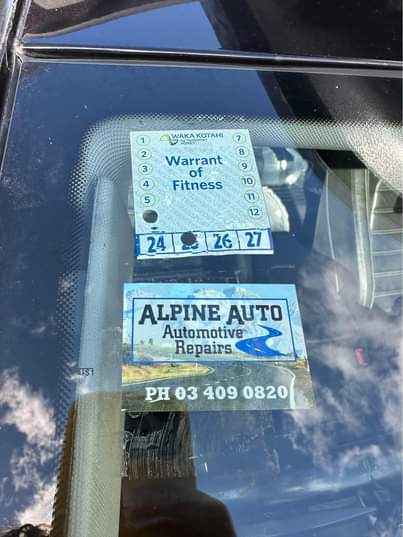 WAKA KOTAHI
1 7
2 8
3 9
4 10
5 11
12
Warrant
of
Fitness
24 26 27
ALPINE AUTO
Automotive
Repairs
PH 03 409 0820